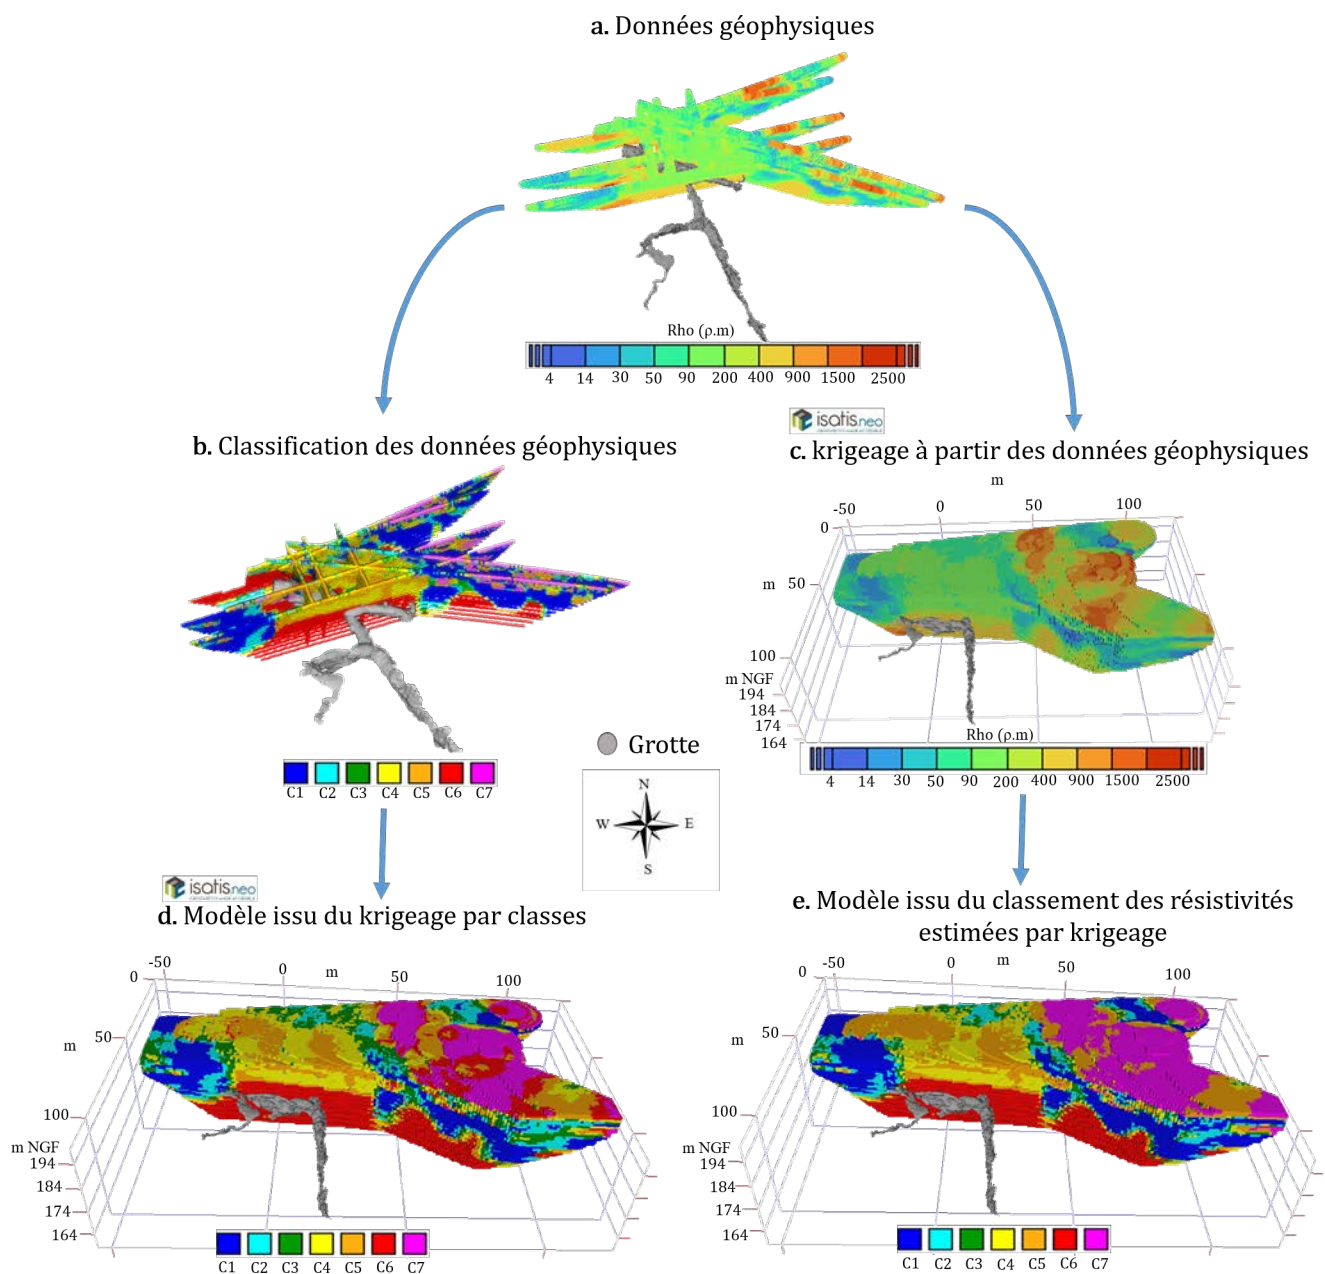 a. Données géophysiques
Rho (ρ.m)
4 14 30 50 90 200 400 900 1500 2500
isatis.neo
b. Classification des données géophysiques
c. krigeage à partir des données géophysiques
m
-50 0 50 100
0
m 50
100
m NGF
194
184
174
164
Rho (ρ.m)
4 14 30 50 90 200 400 900 1500 2500
C1 C2 C3 C4 C5 C6 C7
Grotte
N
W E
S
isatis.neo
d. Modèle issu du krigeage par classes
-50 0 m 50 100
0
50
m
100
m NGF
194
184
174
164
C1 C2 C3 C4 C5 C6 C7
e. Modèle issu du classement des résistivités
estimées par krigeage
-50 0 m 50 100
0
50
m
100
m NGF
194
184
174
164
C1 C2 C3 C4 C5 C6 C7